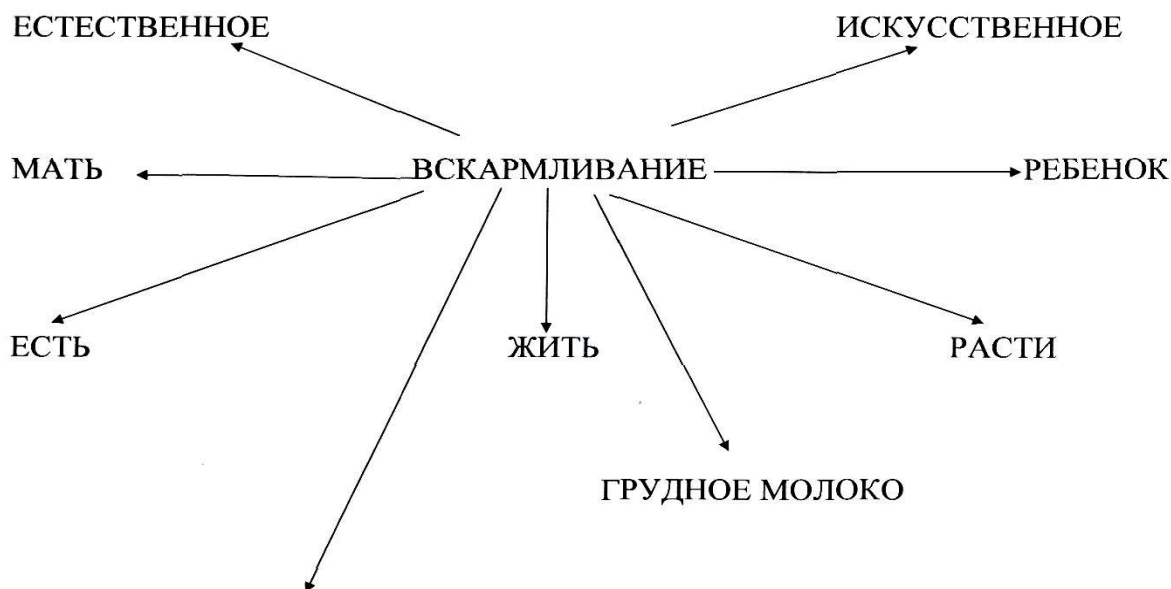 ЕСТЕСТВЕННОЕ ИСКУССТВЕННОЕ
МАТЬ ВСКАРМЛИВАНИЕ РЕБЕНОК
ЕСТЬ ЖИТЬ РАСТИ
ГРУДНОЕ МОЛОКО